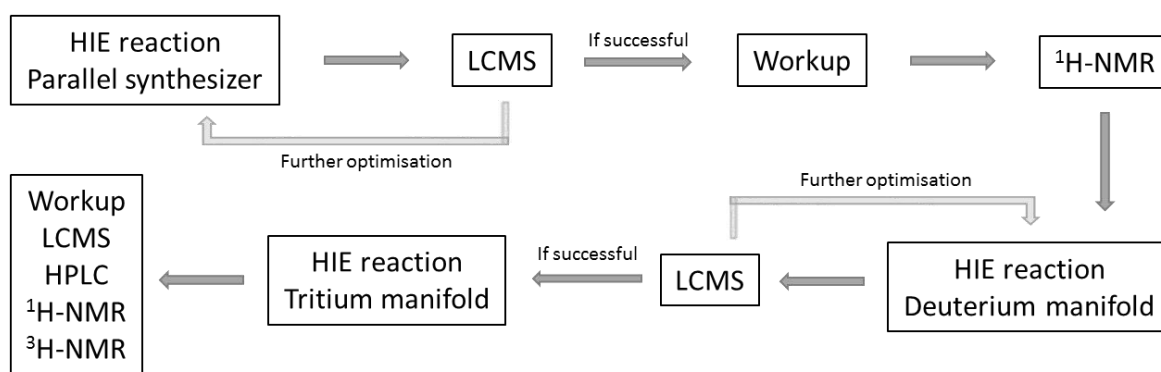 HIE reaction
Parallel synthesizer
LCMS
If successful
Workup
¹H-NMR
Further optimisation
Further optimisation
HIE reaction
Deuterium manifold
LCMS
If successful
HIE reaction
Tritium manifold
Workup
LCMS
HPLC
¹H-NMR
³H-NMR